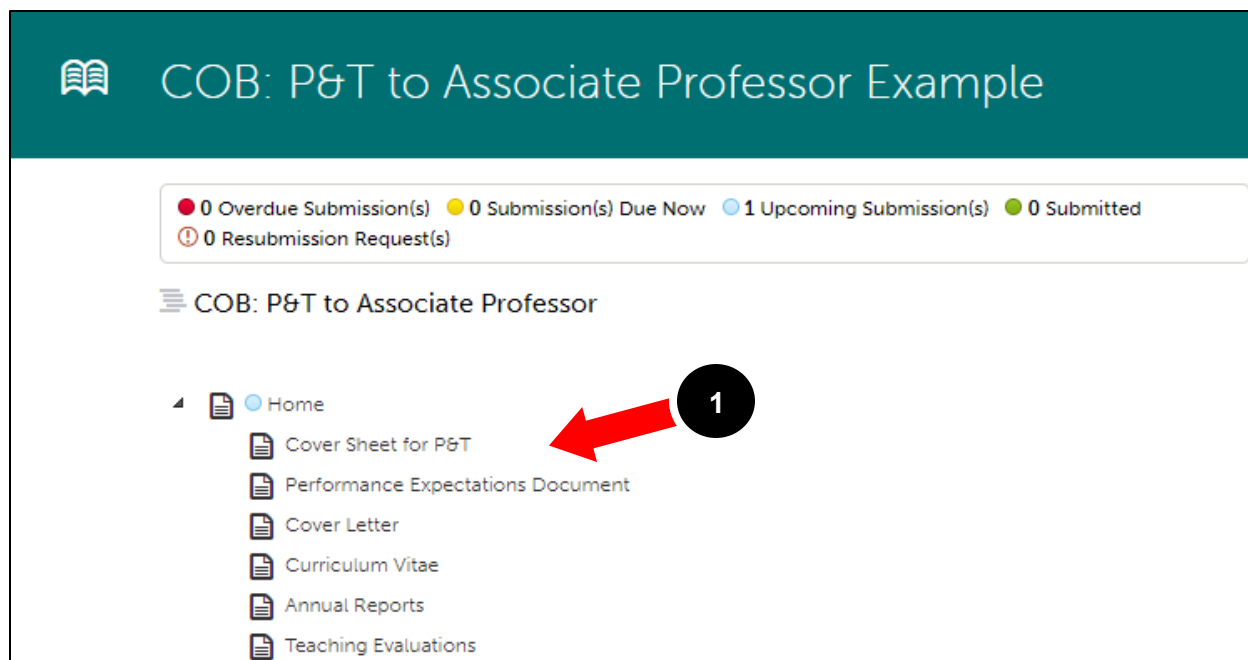 COB: P&T to Associate Professor Example
0 Overdue Submission(s) 0 Submission(s) Due Now 1 Upcoming Submission(s) 0 Submitted
0 Resubmission Request(s)
COB: P&T to Associate Professor
Home
1
Cover Sheet for P&T
Performance Expectations Document
Cover Letter
Curriculum Vitae
Annual Reports
Teaching Evaluations